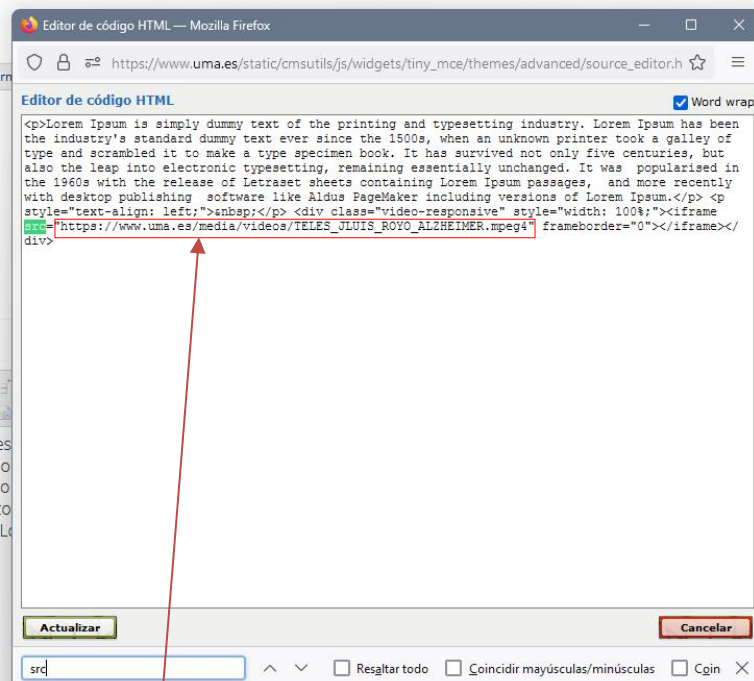 Editor de código HTML — Mozilla Firefox
https://www.uma.es/static/cmsutils/js/widgets/tiny_mce/themes/advanced/source_editor.h
Editor de código HTML
Word wrap
<p>Lorem Ipsum is simply dummy text of the printing and typesetting industry. Lorem Ipsum has been
the industry's standard dummy text ever since the 1500s, when an unknown printer took a galley of
type and scrambled it to make a type specimen book. It has survived not only five centuries, but
also the leap into electronic typesetting, remaining essentially unchanged. It was  popularised in
the 1960s with the release of Letraset sheets containing Lorem Ipsum passages,  and more recently
with desktop publishing  software like Aldus PageMaker including versions of Lorem Ipsum.</p> <p
style="text-align: left;">&nbsp;</p> <div class="video-responsive" style="width: 100%;"><iframe
src="https://www.uma.es/media/videos/TELES_JLUIS_ROYO_ALZHEIMER.mpeg4" frameborder="0"></iframe></
div>
Actualizar
Cancelar
src
Resaltar todo
Coincidir mayúsculas/minúsculas
Coin